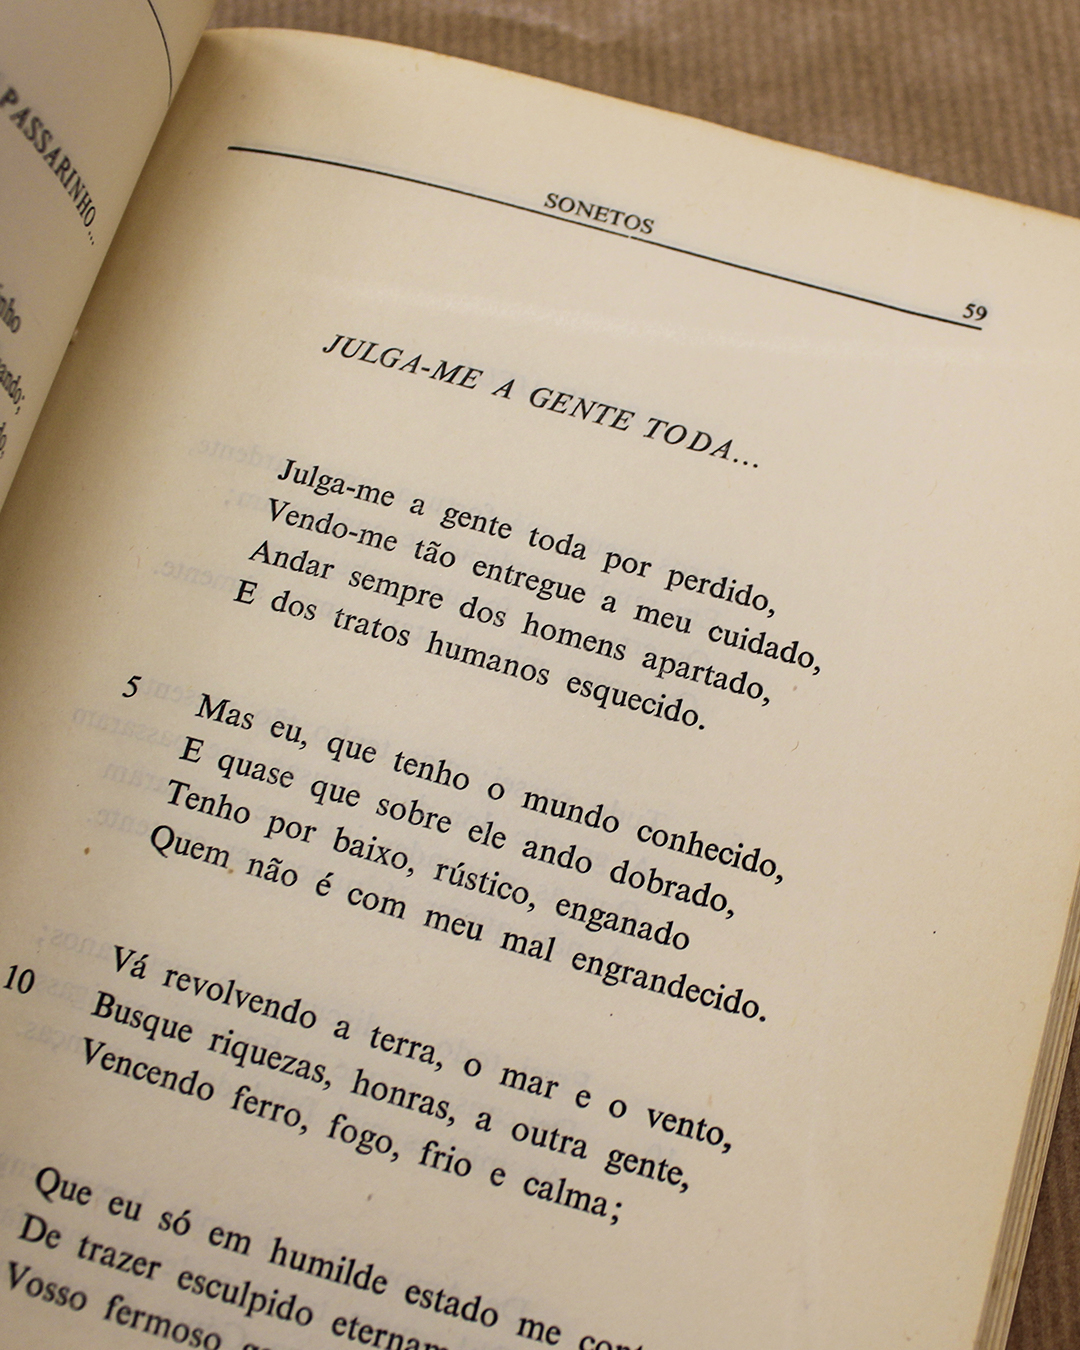 PASSARINHO...
SONETOS
59
JULGA-ME A GENTE TODA...
Julga-me a gente toda por perdido,
Vendo-me tão entregue a meu cuidado,
Andar sempre dos homens apartado,
E dos tratos humanos esquecido.
5 Mas eu, que tenho o mundo conhecido,
E quase que sobre ele ando dobrado,
Tenho por baixo, rústico, enganado
Quem não é com meu mal engrandecido.
Vá revolvendo a terra, o mar e o vento,
10 Busque riquezas, honras, a outra gente,
Vencendo ferro, fogo, frio e calma;
Que eu só em humilde estado me
De trazer esculpido
Vosso fermoso